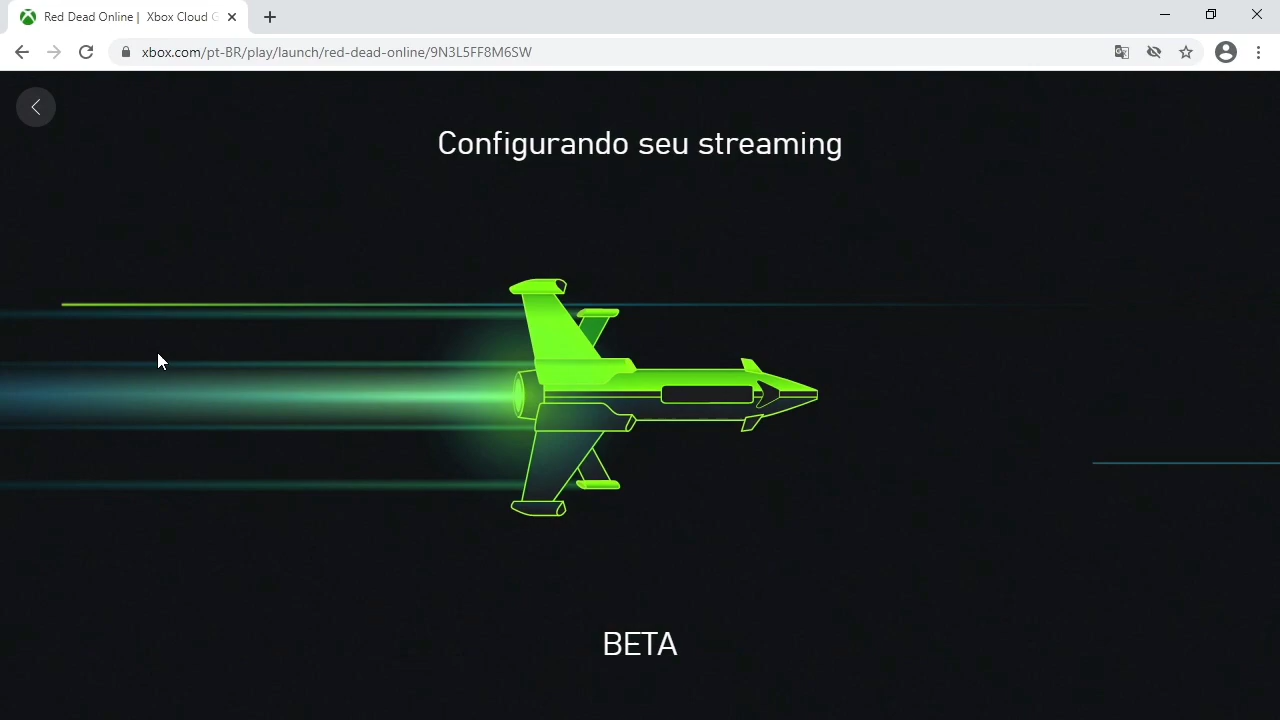 Red Dead Online | Xbox Cloud G
xbox.com/pt-BR/play/launch/red-dead-online/9N3L5FF8M6SW
Configurando seu streaming
BETA